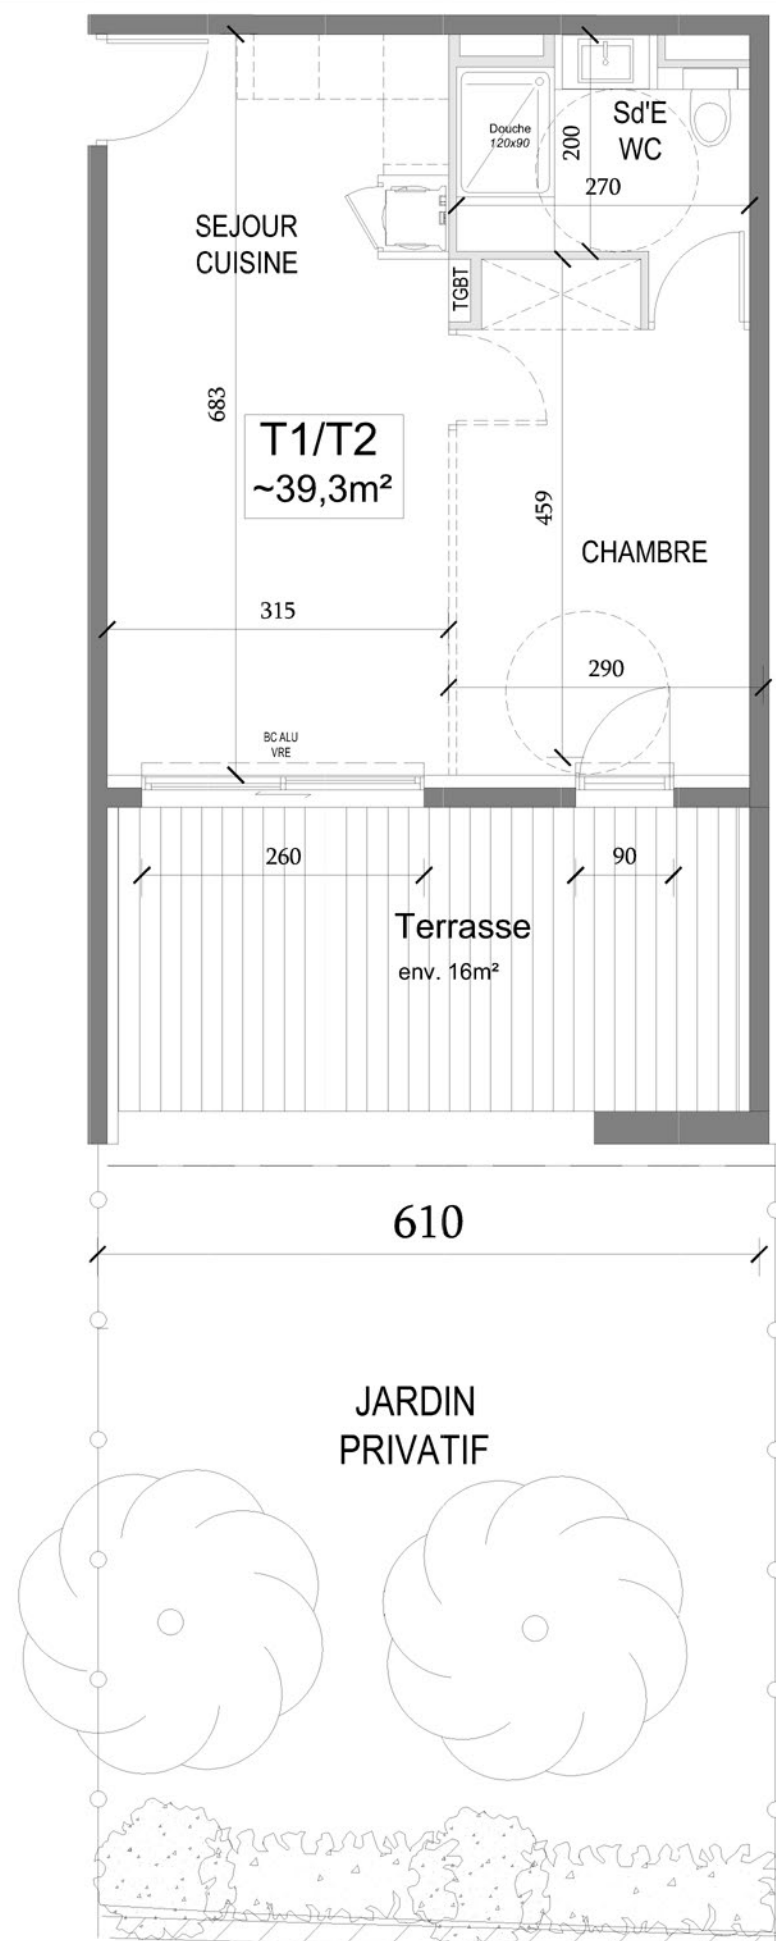 Sd'E
WC
Douche
120x90
200
270
SEJOUR
CUISINE
TGBT
683
T1/T2
~39,3m²
459
CHAMBRE
315
290
BC ALU
VRE
260
90
Terrasse
env. 16m²
610
JARDIN
PRIVATIF